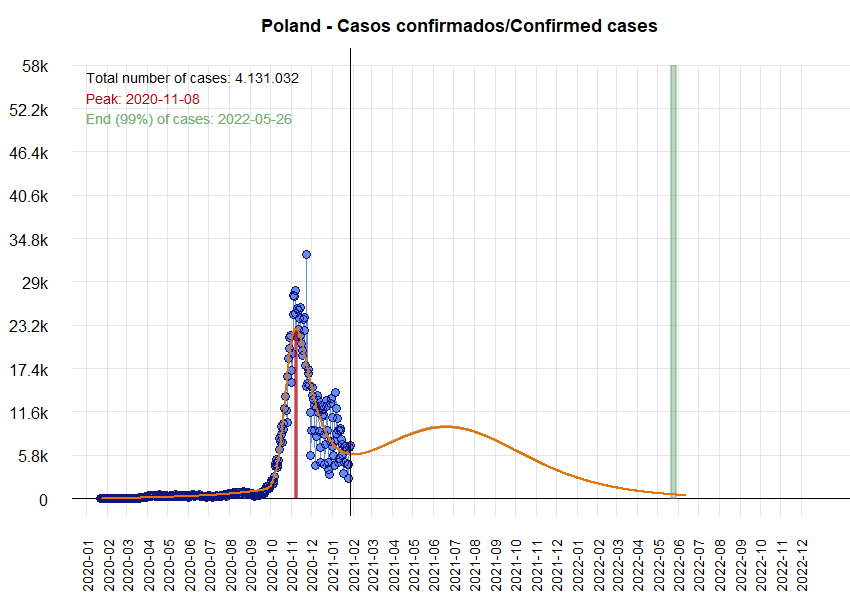 Poland - Casos confirmados/Confirmed cases
58k
52.2k
46.4k
40.6k
34.8k
29k
23.2k
17.4k
11.6k
5.8k
0
Total number of cases: 4.131.032
Peak: 2020-11-08
End (99%) of cases: 2022-05-26
2020-01
2020-02
2020-03
2020-04
2020-05
2020-06
2020-07
2020-08
2020-09
2020-10
2020-11
2020-12
2021-01
2021-02
2021-03
2021-04
2021-05
2021-06
2021-07
2021-08
2021-09
2021-10
2021-11
2021-12
2022-01
2022-02
2022-03
2022-04
2022-05
2022-06
2022-07
2022-08
2022-09
2022-10
2022-11
2022-12